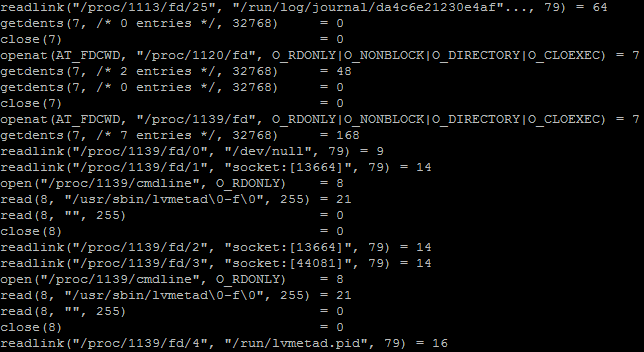 readlink("/proc/1113/fd/25", "/run/log/journal/da4c6e21230e4af"..., 79) = 64
getdents(7, /* 0 entries */, 32768)     = 0
close(7)                                = 0
openat(AT_FDCWD, "/proc/1120/fd", O_RDONLY|O_NONBLOCK|O_DIRECTORY|O_CLOEXEC) = 7
getdents(7, /* 2 entries */, 32768)     = 48
getdents(7, /* 0 entries */, 32768)     = 0
close(7)                                = 0
openat(AT_FDCWD, "/proc/1139/fd", O_RDONLY|O_NONBLOCK|O_DIRECTORY|O_CLOEXEC) = 7
getdents(7, /* 7 entries */, 32768)     = 168
readlink("/proc/1139/fd/0", "/dev/null", 79) = 9
readlink("/proc/1139/fd/1", "socket:[13664]", 79) = 14
open("/proc/1139/cmdline", O_RDONLY)    = 8
read(8, "/usr/sbin/lvmetad\0-f\0", 255) = 21
read(8, "", 255)                        = 0
close(8)                                = 0
readlink("/proc/1139/fd/2", "socket:[13664]", 79) = 14
readlink("/proc/1139/fd/3", "socket:[44081]", 79) = 14
open("/proc/1139/cmdline", O_RDONLY)    = 8
read(8, "/usr/sbin/lvmetad\0-f\0", 255) = 21
read(8, "", 255)                        = 0
close(8)                                = 0
readlink("/proc/1139/fd/4", "/run/lvmetad.pid", 79) = 16